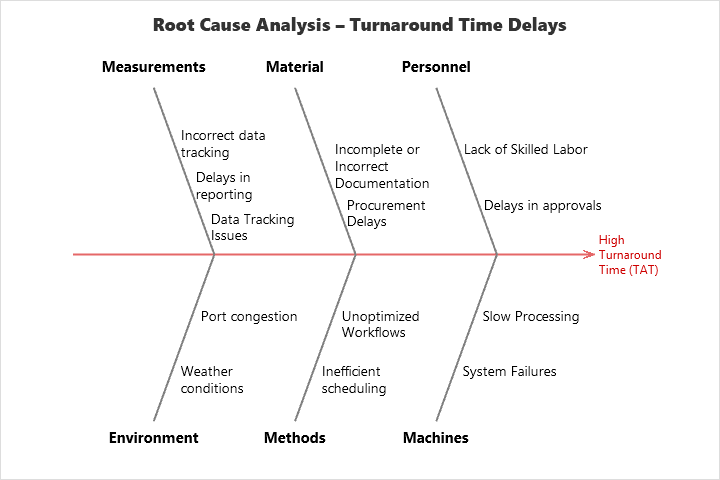 Root Cause Analysis – Turnaround Time Delays
Measurements
Material
Personnel
Incorrect data
tracking
Delays in
reporting
Data Tracking
Issues
Incomplete or
Incorrect
Documentation
Procurement
Delays
Lack of Skilled Labor
Delays in approvals
High
Turnaround
Time (TAT)
Port congestion
Weather
conditions
Unoptimized
Workflows
Inefficient
scheduling
Slow Processing
System Failures
Environment
Methods
Machines